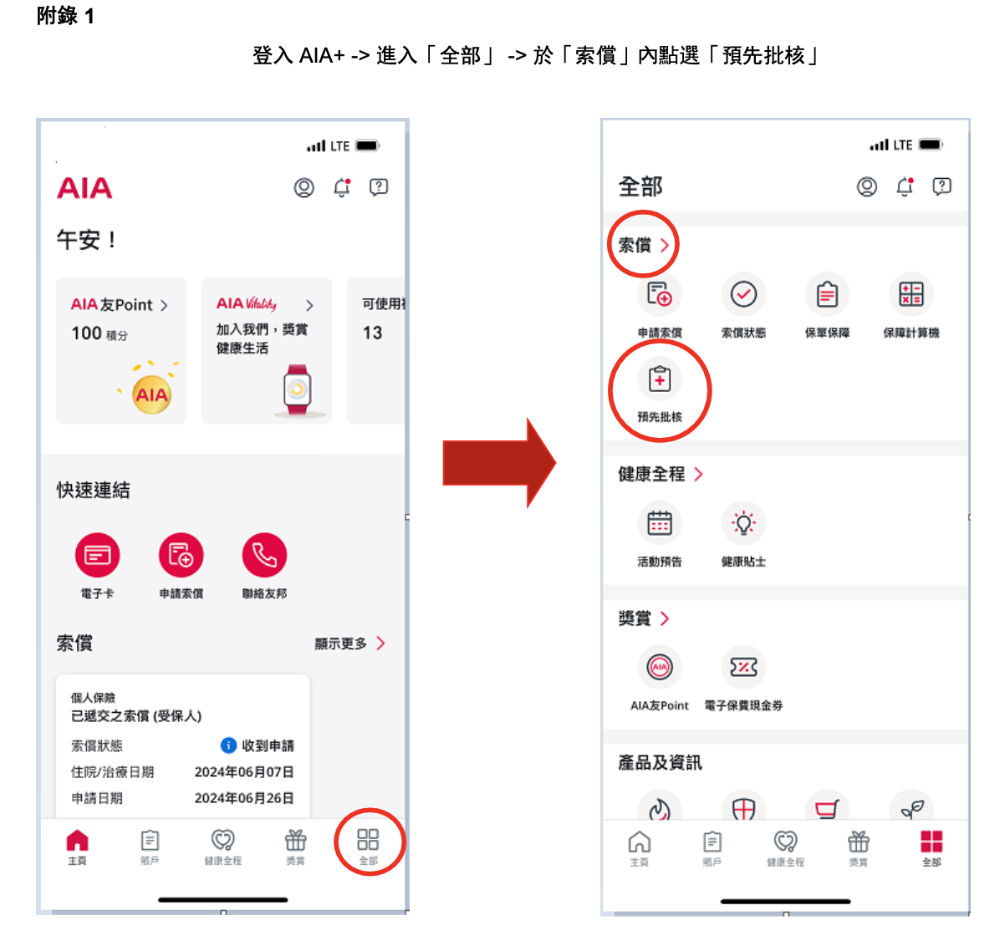 附錄 1
登入 AIA+ -> 進入「全部」 -> 於「索償」內點選「預先批核」
LTE
AIA
午安！
AIA友Point
100 積分
AIA
AIA Vitality
加入我們，獎賞
健康生活
可使用
13
快速連結
電子卡
申請索償
聯絡友邦
索償
顯示更多
個人保險
已遞交之索償 (受保人)
索償狀態
收到申請
住院/治療日期
2024年06月07日
申請日期
2024年06月26日
主頁
賬戶
健康全程
獎賞
全部
LTE
全部
索償
申請索償
索償狀態
保單保障
保障計算機
預先批核
健康全程
活動預告
健康貼士
獎賞
AIA
AIA友Point
電子保費現金券
產品及資訊
主頁
賬戶
健康全程
獎賞
全部